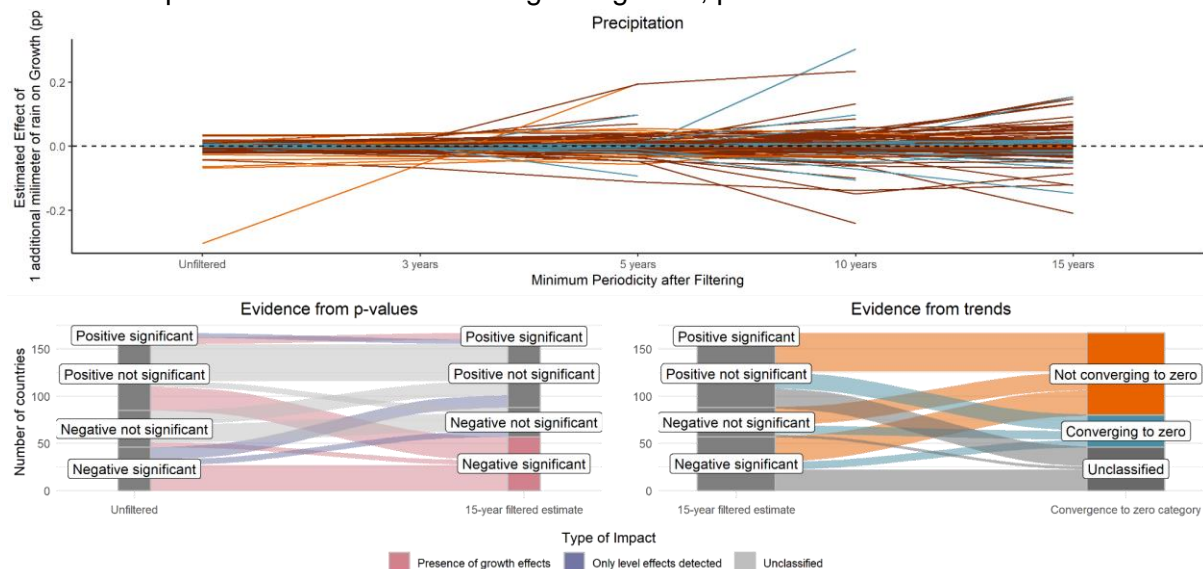 Precipitation
Estimated Effect of
1 additional milimeter of rain on Growth (pp
0.2
0.0
-0.2
Unfiltered
3 years
5 years
10 years
15 years
Minimum Periodicity after Filtering
Evidence from p-values
Evidence from trends
Number of countries
150
100
50
0
Positive significant
Positive not significant
Negative not significant
Negative significant
Positive significant
Positive not significant
Negative not significant
Negative significant
Unfiltered
15-year filtered estimate
150
100
50
0
Positive significant
Positive not significant
Negative not significant
Negative significant
Not converging to zero
Converging to zero
Unclassified
15-year filtered estimate
Convergence to zero category
Type of Impact
Presence of growth effects
Only level effects detected
Unclassified